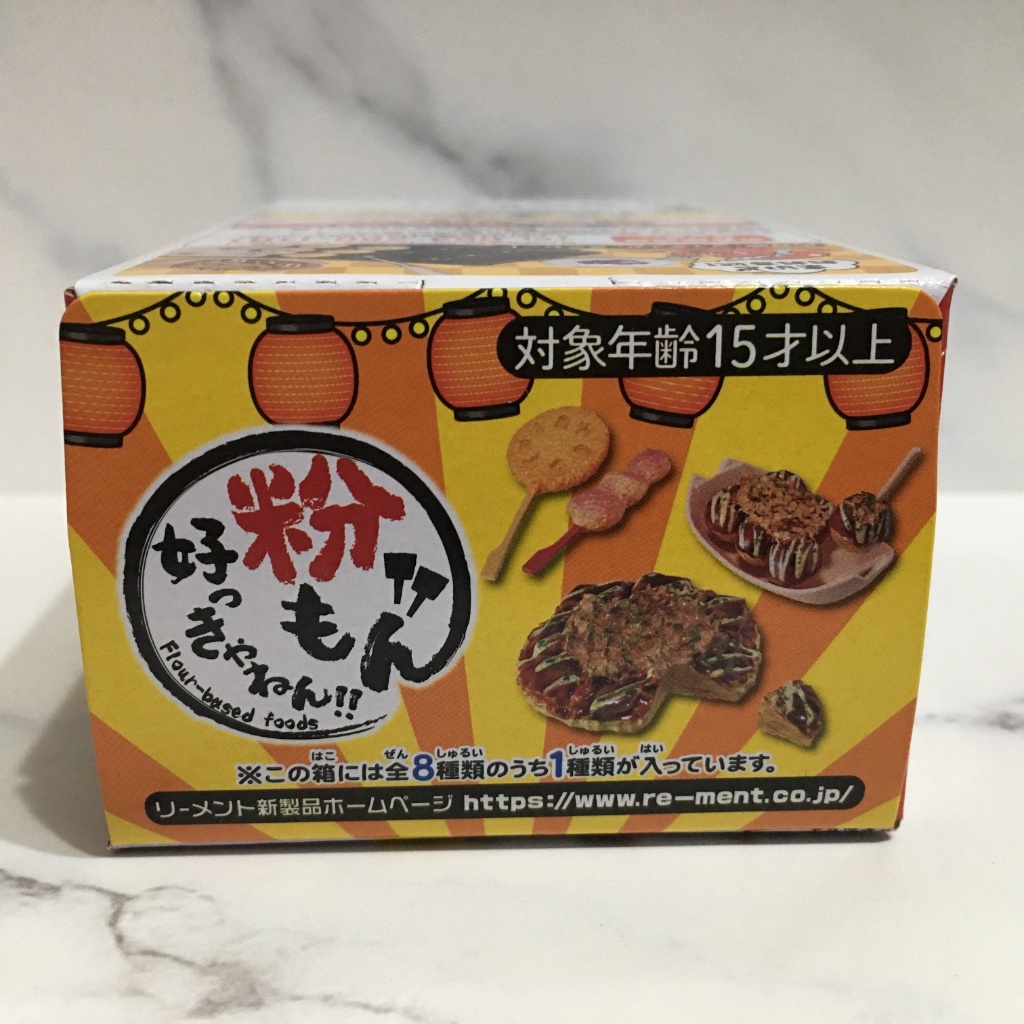 対象年齢15才以上
粉もん
好っきゃねん!!
Flour-based foods
※この箱には全8種類のうち1種類が入っています。
リーメント新製品ホームページ https://www.re-ment.co.jp/